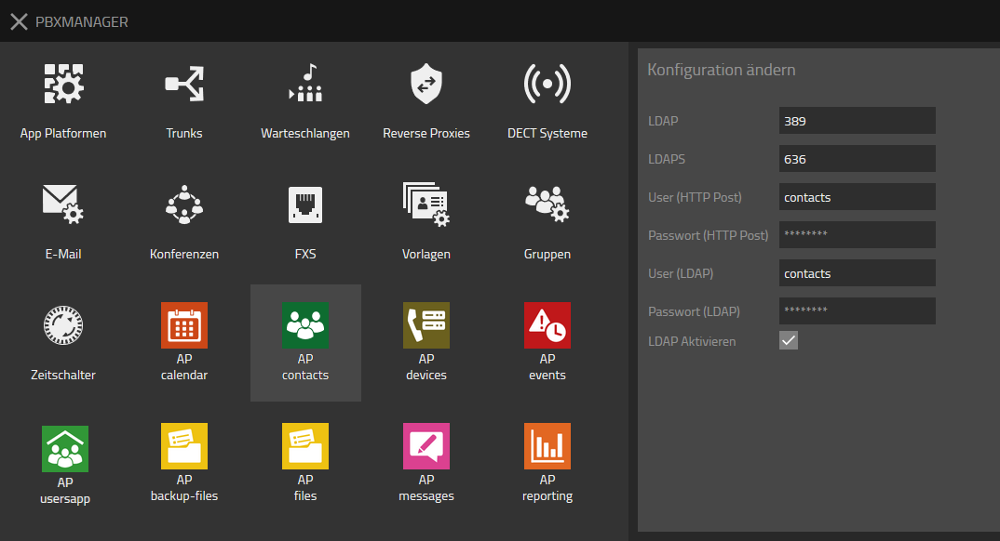 PBXMANAGER
App Platformen
Trunks
Warteschlangen
Reverse Proxies
DECT Systeme
E-Mail
Konferenzen
FXS
Vorlagen
Gruppen
Zeitschalter
AP
calendar
AP
contacts
AP
devices
AP
events
AP
usersapp
AP
backup-files
AP
files
AP
messages
AP
reporting
Konfiguration ändern
LDAP 389
LDAPS 636
User (HTTP Post) contacts
Passwort (HTTP Post) ********
User (LDAP) contacts
Passwort (LDAP) ********
LDAP Aktivieren